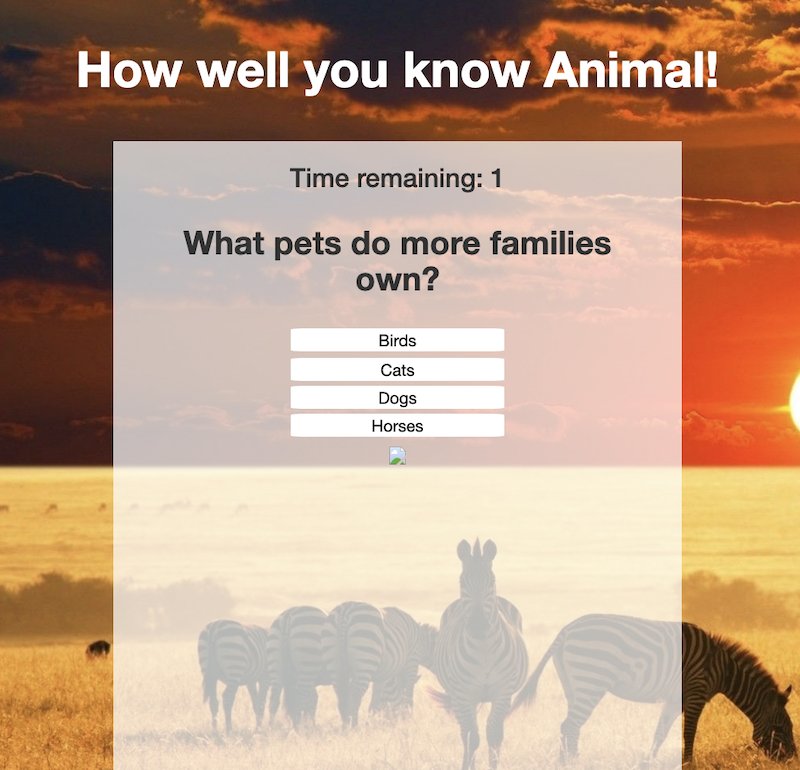 How well you know Animal!
Time remaining: 1
What pets do more families
own?
Birds
Cats
Dogs
Horses